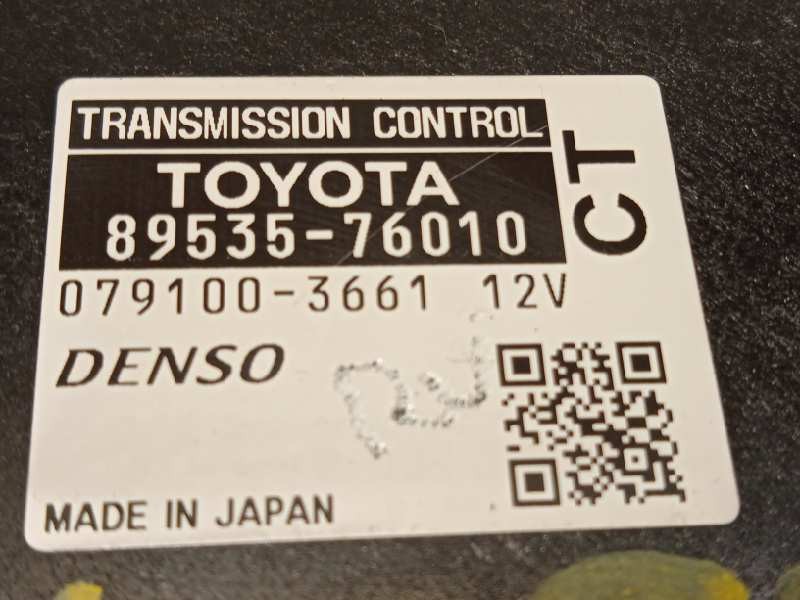 TRANSMISSION CONTROL
TOYOTA
89535-76010
CT
079100-3661 12V
DENSO
MADE IN JAPAN